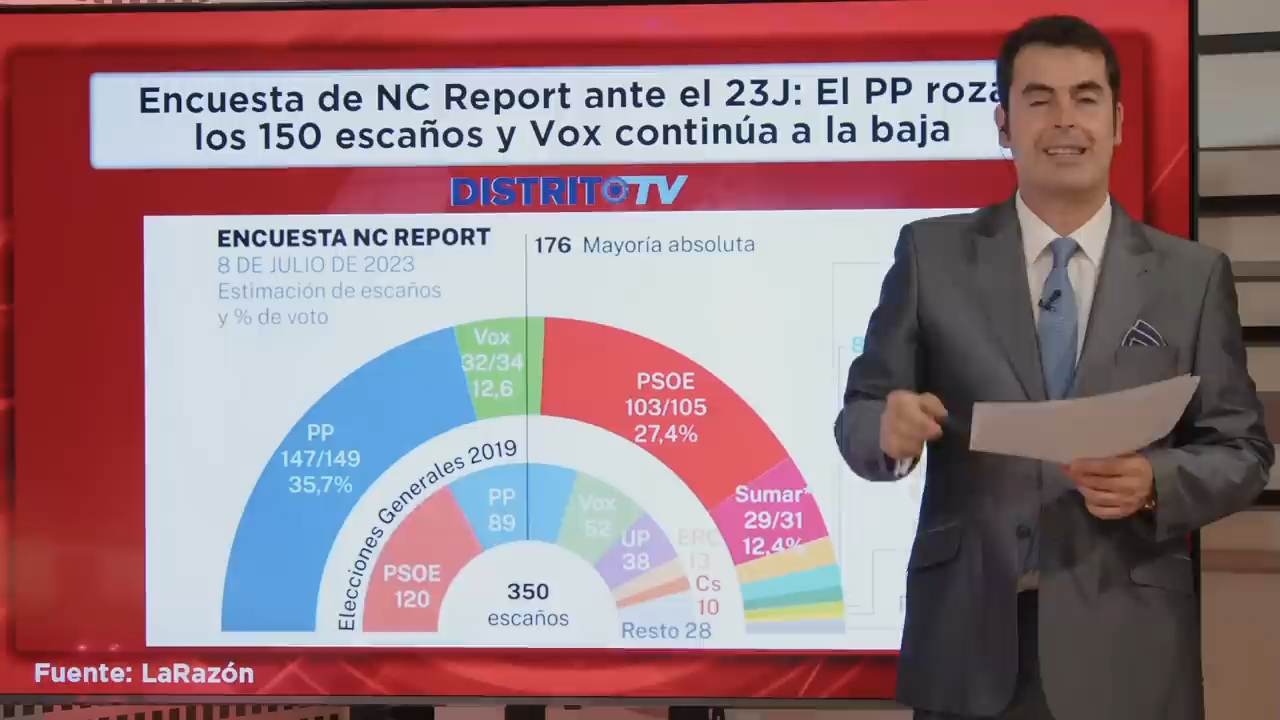 Encuesta de NC Report ante el 23J: El PP roza
los 150 escaños y Vox continúa a la baja
DISTRITOTV
ENCUESTA NC REPORT
8 DE JULIO DE 2023
Estimación de escaños
y % de voto
176 Mayoría absoluta
Vox
32/34
12,6
PSOE
103/105
27,4%
PP
147/149
35,7%
Sumar*
29/31
12,4%
Elecciones Generales 2019
PP
89
Vox
52
UP
38
ERC
13
Cs
10
PSOE
120
350
escaños
Resto 28
Fuente: LaRazón